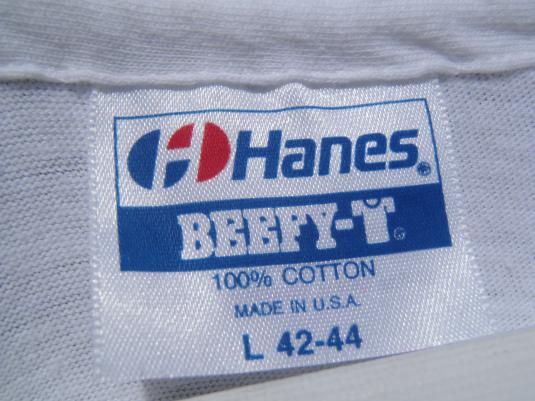 Hanes®
BEEFY-T
100% COTTON
MADE IN U.S.A.
L 42-44